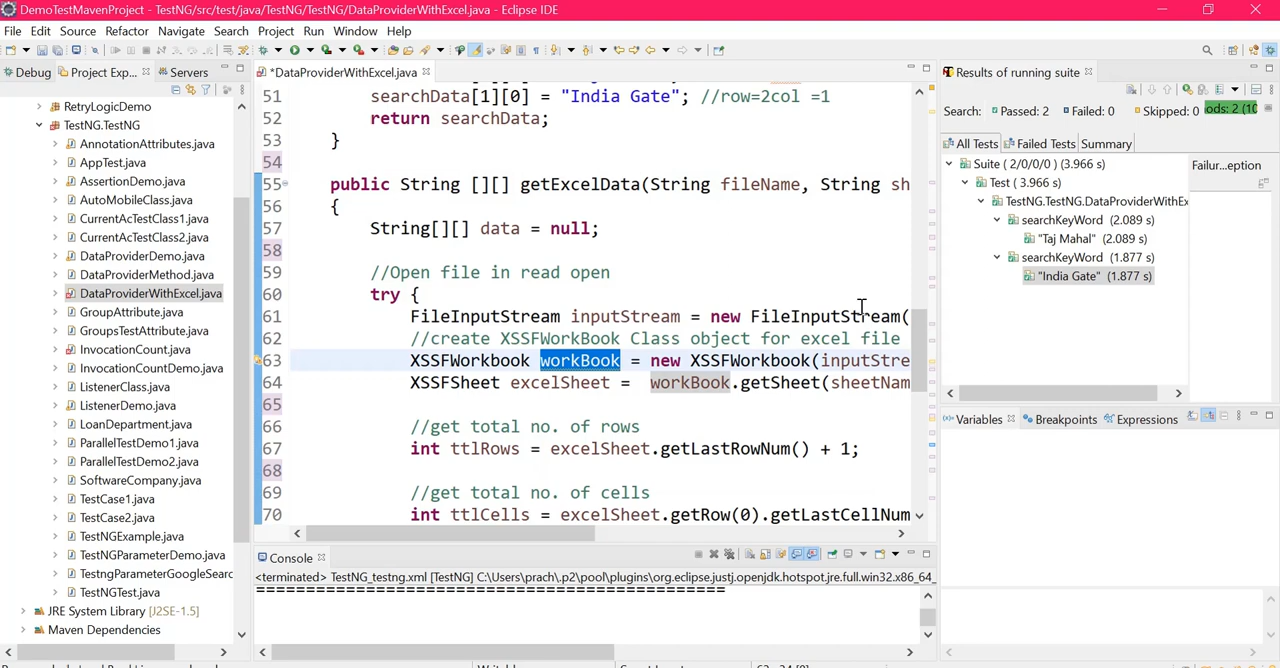 DemoTestMavenProject - TestNG/src/test/java/TestNG/TestNG/DataProviderWithExcel.java - Eclipse IDE
File Edit Source Refactor Navigate Search Project Run Window Help
Debug Project Exp... Servers
RetryLogicDemo
TestNG.TestNG
AnnotationAttributes.java
AppTest.java
AssertionDemo.java
AutoMobileClass.java
CurrentAcTestClass1.java
CurrentAcTestClass2.java
DataProviderDemo.java
DataProviderMethod.java
DataProviderWithExcel.java
GroupAttribute.java
GroupsTestAttribute.java
InvocationCount.java
InvocationCountDemo.java
ListenerClass.java
ListenerDemo.java
LoanDepartment.java
ParallelTestDemo1.java
ParallelTestDemo2.java
SoftwareCompany.java
TestCase1.java
TestCase2.java
TestNGExample.java
TestNGParameterDemo.java
TestngParameterGoogleSearc
TestNGTest.java
JRE System Library [J2SE-1.5]
Maven Dependencies
*DataProviderWithExcel.java
51 searchData[1][0] = "India Gate"; //row=2col =1
52 return searchData;
53 }
54
55 public String [][] getExcelData(String fileName, String sh
56 {
57 String[][] data = null;
58
59 //Open file in read open
60 try {
61 FileInputStream inputStream = new FileInputStream(
62 //create XSSFWorkBook Class object for excel file
63 XSSFWorkbook workBook = new XSSFWorkbook(inputStre
64 XSSFSheet excelSheet = workBook.getSheet(sheetNam
65
66 //get total no. of rows
67 int ttlRows = excelSheet.getLastRowNum() + 1;
68
69 //get total no. of cells
70 int ttlCells = excelSheet.getRow(0).getLastCellNum
Console
<terminated> TestNG_testng.xml [TestNG] C:\Users\prach\.p2\pool\plugins\org.eclipse.justj.openjdk.hotspot.jre.full.win32.x86_64_
===============================================
Results of running suite
Search: Passed: 2 Failed: 0 Skipped: 0 ods: 2 (10
All Tests Failed Tests Summary
Suite ( 2/0/0/0 ) (3.966 s)
Test ( 3.966 s)
TestNG.TestNG.DataProviderWithEx
searchKeyWord (2.089 s)
"Taj Mahal" (2.089 s)
searchKeyWord (1.877 s)
"India Gate" (1.877 s)
Failur...eption
Variables Breakpoints Expressions